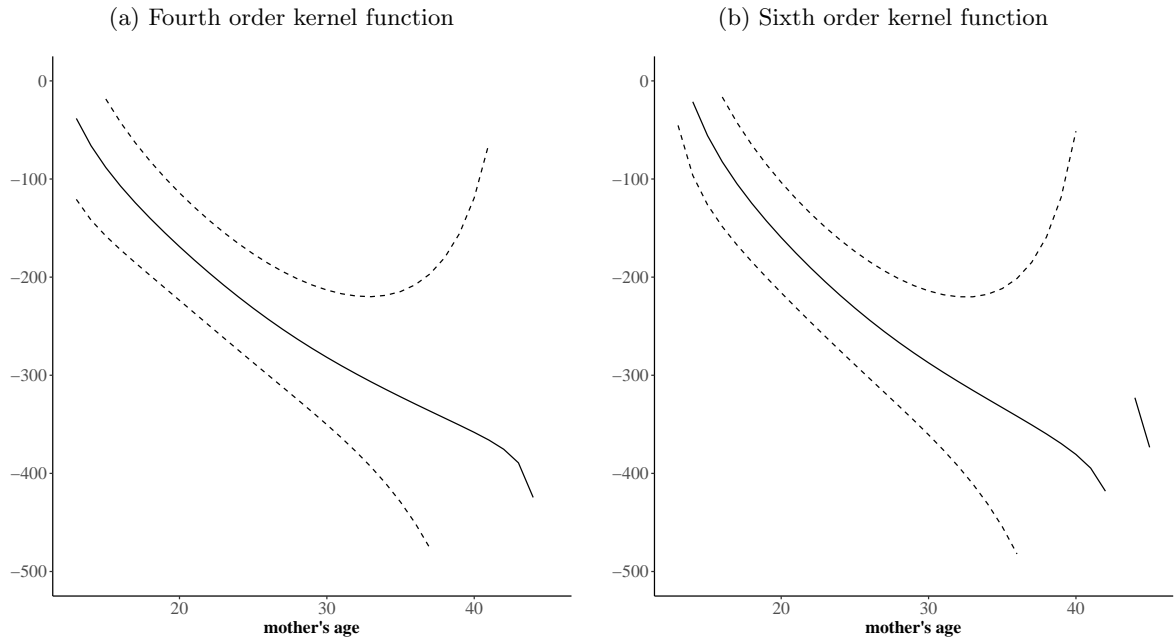 (a) Fourth order kernel function
0
−100
−200
−300
−400
−500
20 30 40
mother's age
(b) Sixth order kernel function
0
−100
−200
−300
−400
−500
20 30 40
mother's age